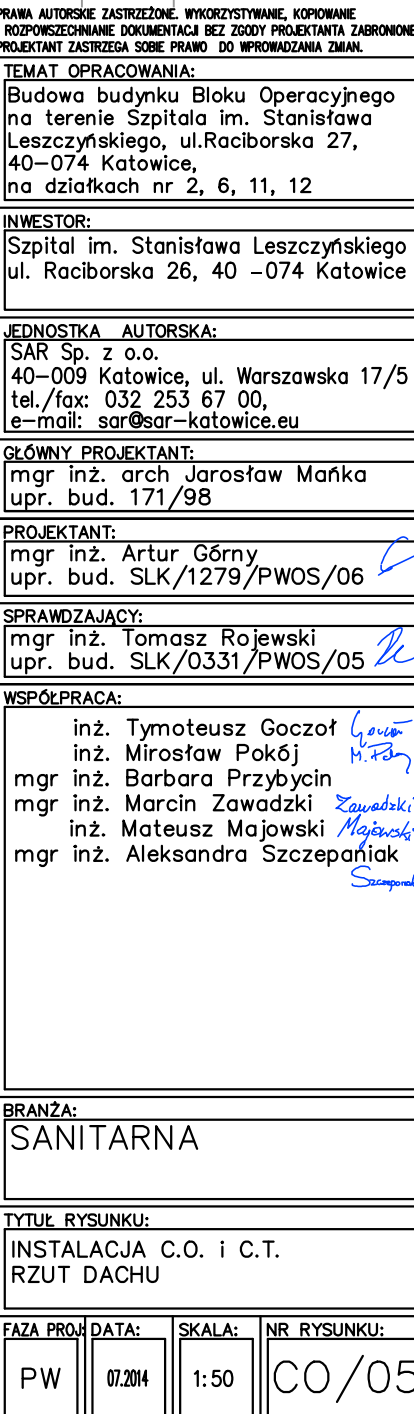 PRAWA AUTORSKIE ZASTRZEŻONE. WYKORZYSTYWANIE, KOPIOWANIE
ROZPOWSZECHNIANIE DOKUMENTACJI BEZ ZGODY PROJEKTANTA ZABRONIONE
PROJEKTANT ZASTRZEGA SOBIE PRAWO DO WPROWADZANIA ZMIAN.
TEMAT OPRACOWANIA:
Budowa budynku Bloku Operacyjnego
na terenie Szpitala im. Stanisława
Leszczyńskiego, ul.Raciborska 27,
40-074 Katowice,
na działkach nr 2, 6, 11, 12
INWESTOR:
Szpital im. Stanisława Leszczyńskiego
ul. Raciborska 26, 40 -074 Katowice
JEDNOSTKA AUTORSKA:
SAR Sp. z o.o.
40-009 Katowice, ul. Warszawska 17/5
tel./fax: 032 253 67 00,
e-mail: sar@sar-katowice.eu
GŁÓWNY PROJEKTANT:
mgr inż. arch Jarosław Mańka
upr. bud. 171/98
PROJEKTANT:
mgr inż. Artur Górny
upr. bud. SLK/1279/PWOS/06
SPRAWDZAJĄCY:
mgr inż. Tomasz Rojewski
upr. bud. SLK/0331/PWOS/05
WSPÓŁPRACA:
inż. Tymoteusz Goczoł
inż. Mirosław Pokój
mgr inż. Barbara Przybycin
mgr inż. Marcin Zawadzki Zawadzki
inż. Mateusz Majowski Majowski
mgr inż. Aleksandra Szczepaniak
BRANŻA:
SANITARNA
TYTUŁ RYSUNKU:
INSTALACJA C.O. i C.T.
RZUT DACHU
FAZA PROJ. DATA: SKALA: NR RYSUNKU:
PW 07.2014 1:50 CO/05